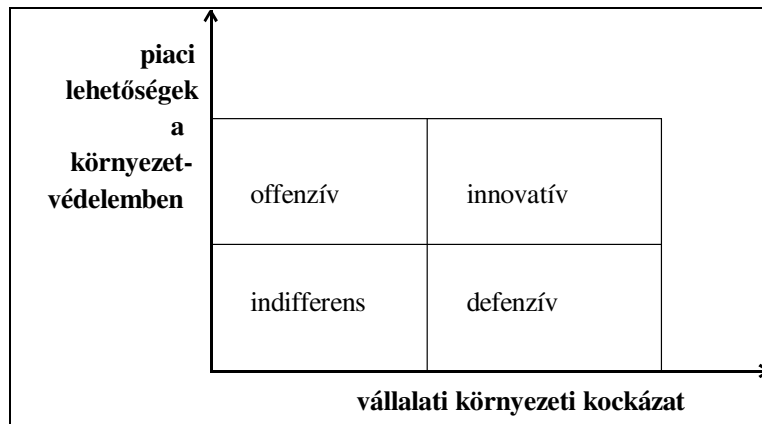 piaci
lehetőségek
a
környezet-
védelemben
offenzív innovatív
indifferens defenzív
vállalati környezeti kockázat